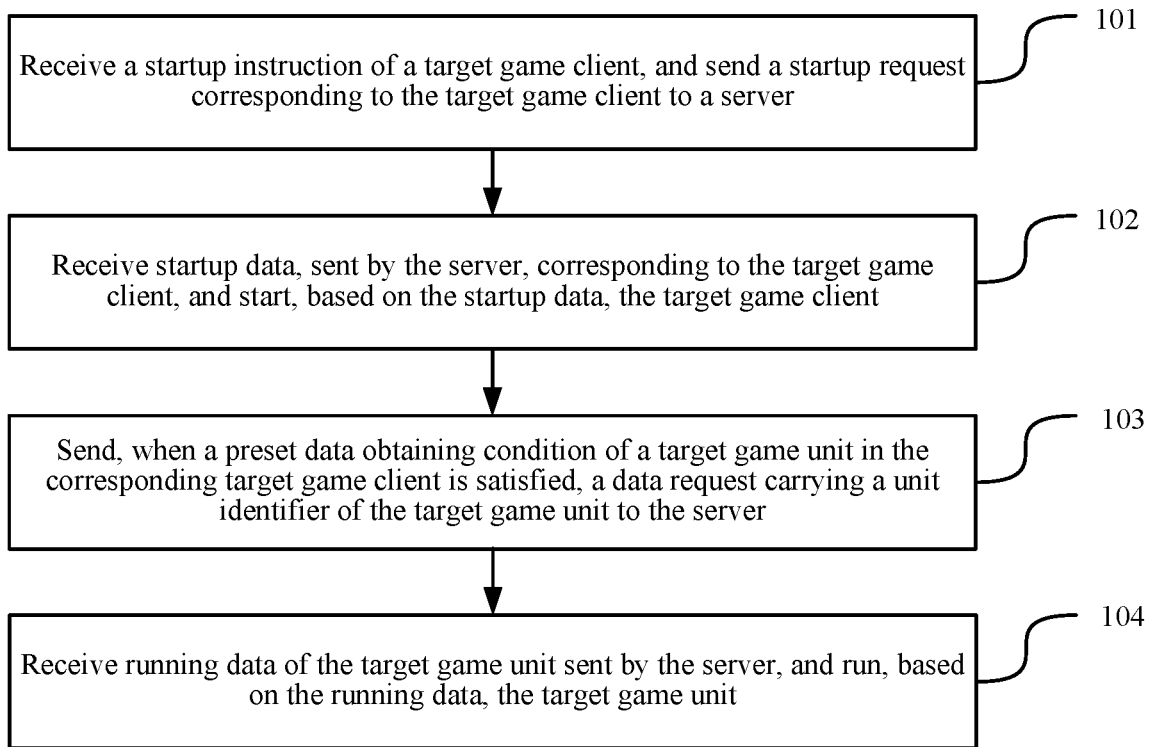 101
Receive a startup instruction of a target game client, and send a startup request
corresponding to the target game client to a server
102
Receive startup data, sent by the server, corresponding to the target game
client, and start, based on the startup data, the target game client
103
Send, when a preset data obtaining condition of a target game unit in the
corresponding target game client is satisfied, a data request carrying a unit
identifier of the target game unit to the server
104
Receive running data of the target game unit sent by the server, and run, based
on the running data, the target game unit